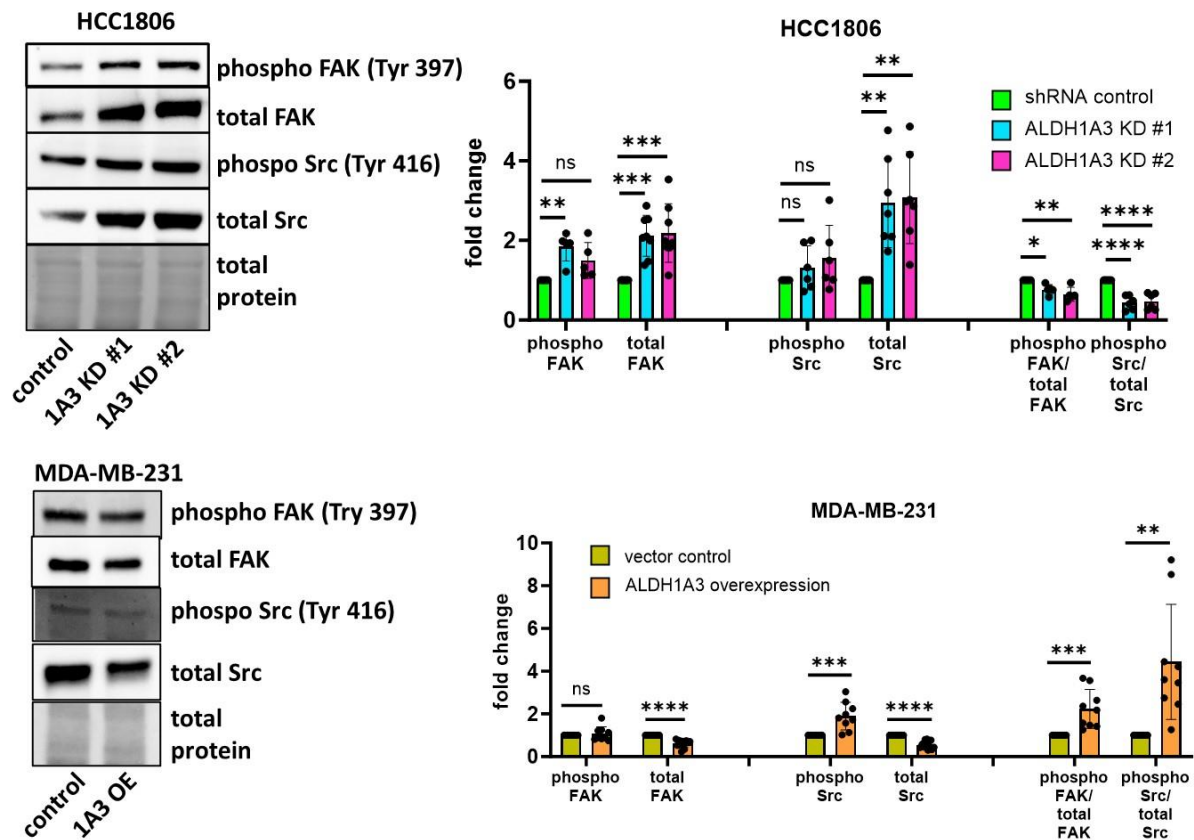 HCC1806
phospho FAK (Tyr 397)
total FAK
phospo Src (Tyr 416)
total Src
total
protein
control
1A3 KD #1
1A3 KD #2
HCC1806
fold change
6
4
2
0
ns
**
***
***
ns
ns
**
**
**
*
****
****
shRNA control
ALDH1A3 KD #1
ALDH1A3 KD #2
phospho
FAK
total
FAK
phospho
Src
total
Src
phospho
FAK/
total
FAK
phospho
Src/
total
Src
MDA-MB-231
phospho FAK (Try 397)
total FAK
phospo Src (Tyr 416)
total Src
total
protein
control
1A3 OE
MDA-MB-231
fold change
10
8
6
4
2
0
vector control
ALDH1A3 overexpression
ns
****
***
****
***
**
phospho
FAK
total
FAK
phospho
Src
total
Src
phospho
FAK/
total
FAK
phospho
Src/
total
Src